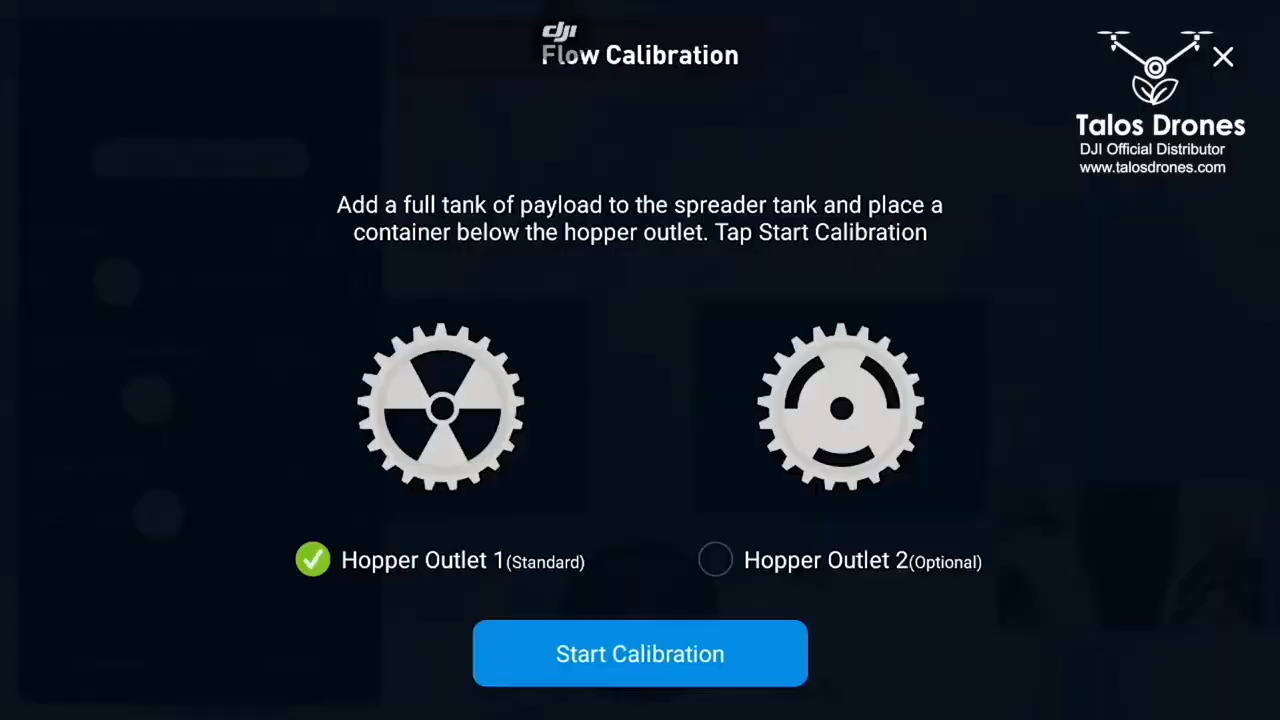 dji
Flow Calibration
Talos Drones
DJI Official Distributor
www.talosdrones.com
Add a full tank of payload to the spreader tank and place a
container below the hopper outlet. Tap Start Calibration
Hopper Outlet 1(Standard)
Hopper Outlet 2(Optional)
Start Calibration